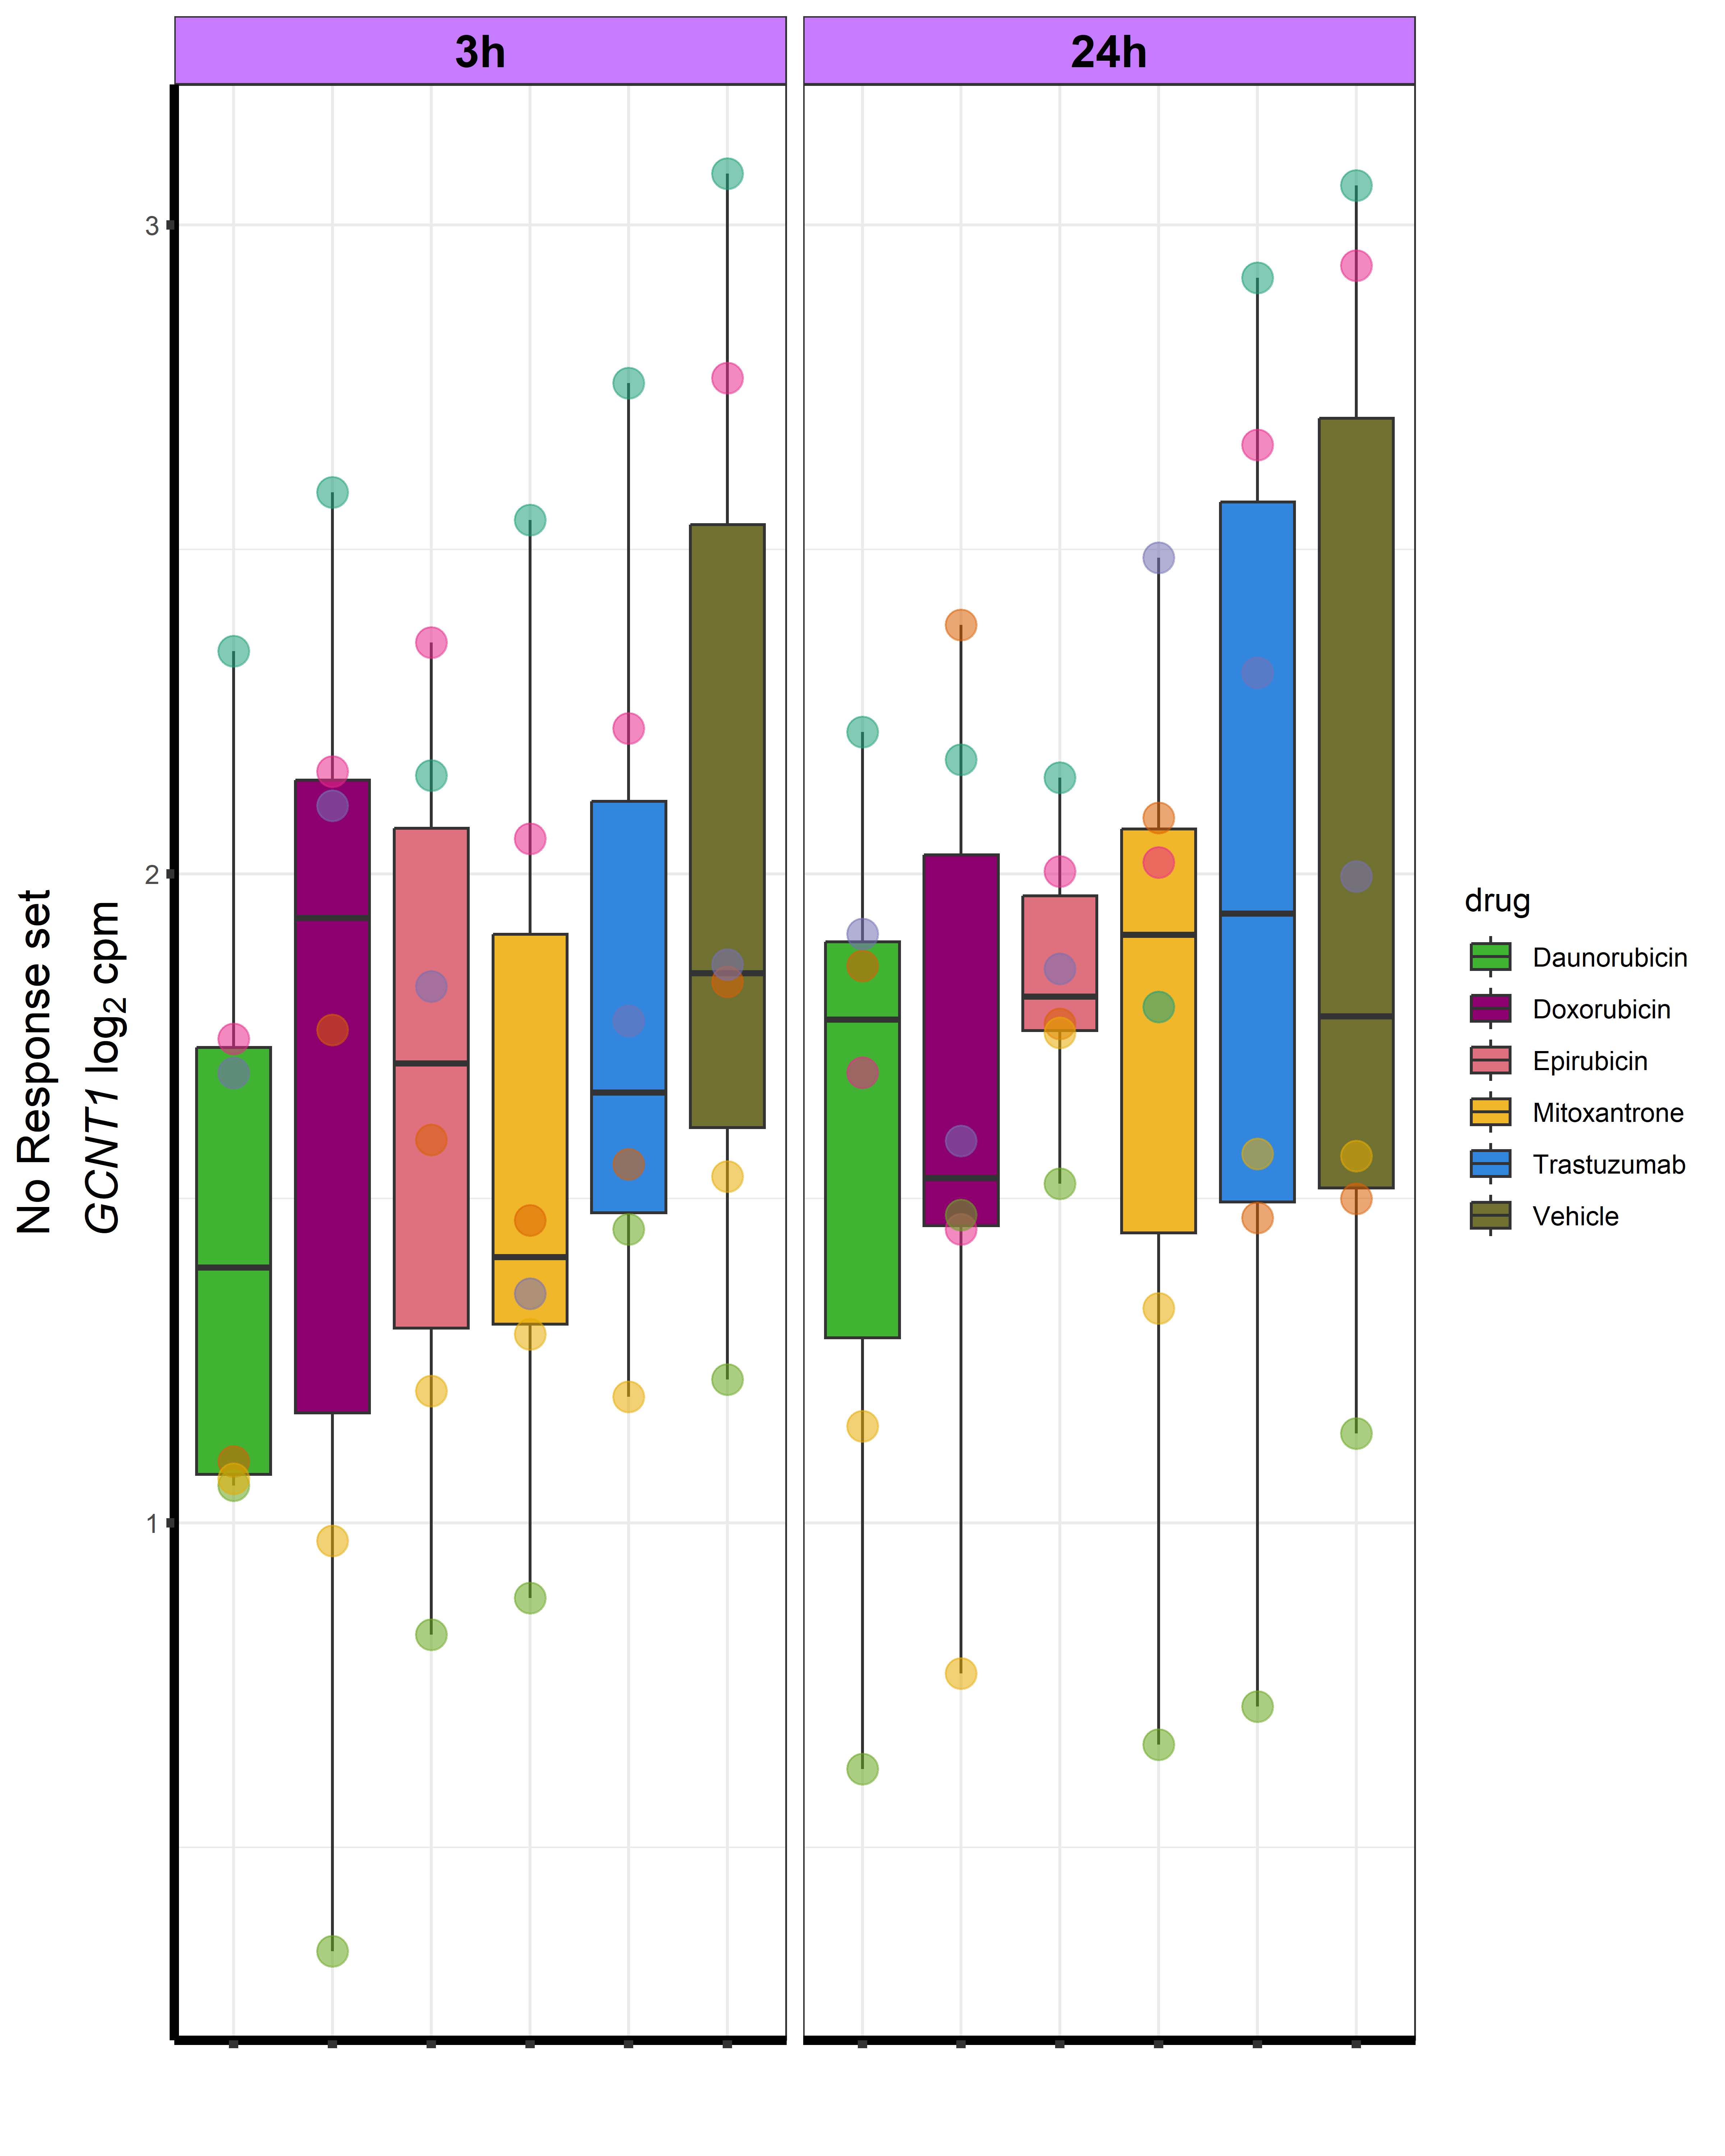 3h
24h
3
2
1
No Response set
GCNT1 log2 cpm
drug
Daunorubicin
Doxorubicin
Epirubicin
Mitoxantrone
Trastuzumab
Vehicle